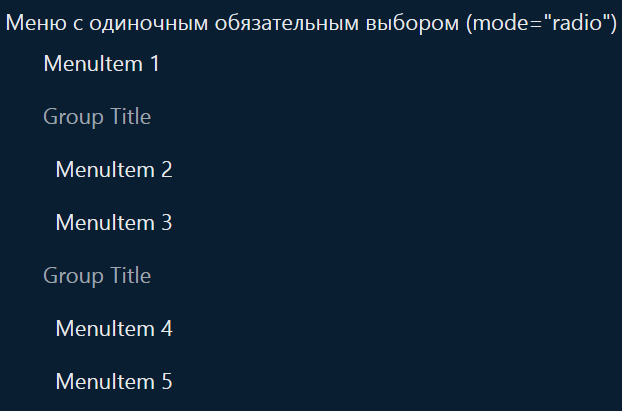 Меню с одиночным обязательным выбором (mode="radio")
MenuItem 1
Group Title
MenuItem 2
MenuItem 3
Group Title
MenuItem 4
MenuItem 5